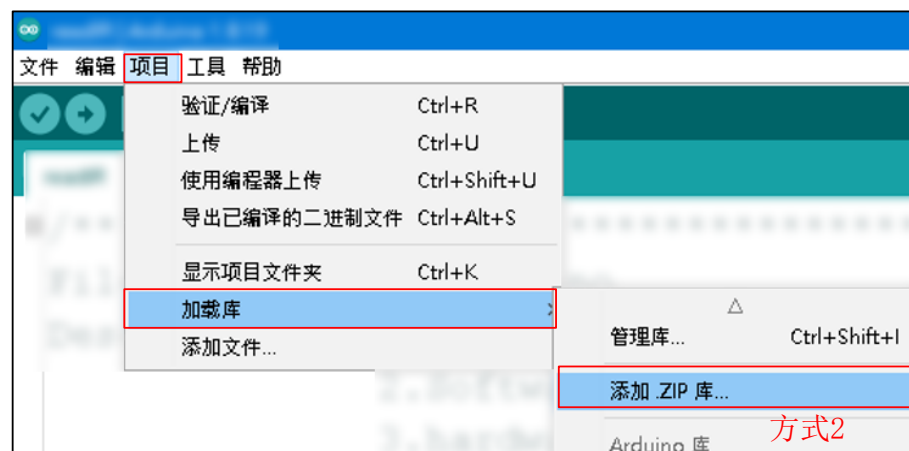 文件 编辑 项目 工具 帮助
验证/编译 Ctrl+R
上传 Ctrl+U
使用编程器上传 Ctrl+Shift+U
导出已编译的二进制文件 Ctrl+Alt+S
显示项目文件夹 Ctrl+K
加载库
添加文件...
管理库... Ctrl+Shift+I
添加 .ZIP 库...
Arduino 库
方式2